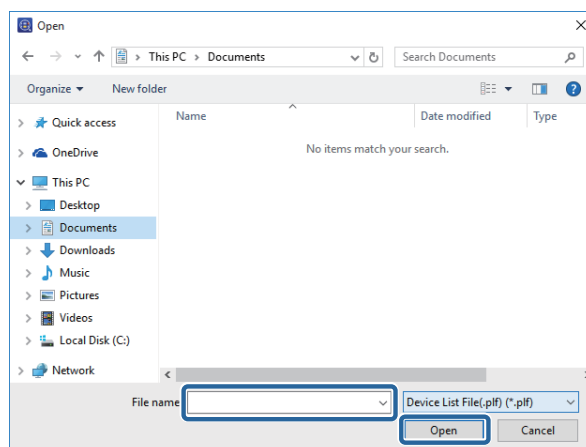 Open
This PC > Documents
Search Documents
Organize
New folder
Name
Date modified
Type
No items match your search.
Quick access
OneDrive
This PC
Desktop
Documents
Downloads
Music
Pictures
Videos
Local Disk (C:)
Network
File name
Device List File(.plf) (*.plf)
Open
Cancel